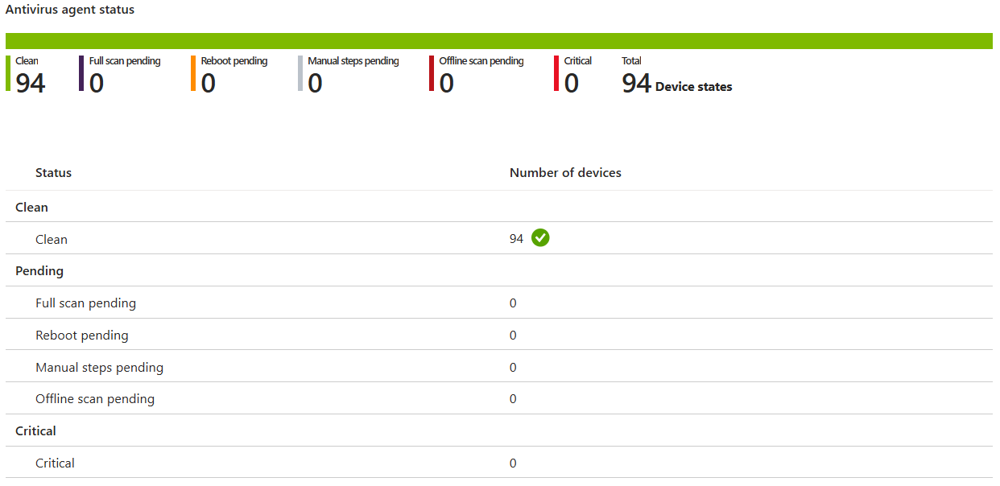 Antivirus agent status
Clean Full scan pending Reboot pending Manual steps pending Offline scan pending Critical Total
94 0 0 0 0 0 94 Device states
Status Number of devices
Clean
Clean 94
Pending
Full scan pending 0
Reboot pending 0
Manual steps pending 0
Offline scan pending 0
Critical
Critical 0